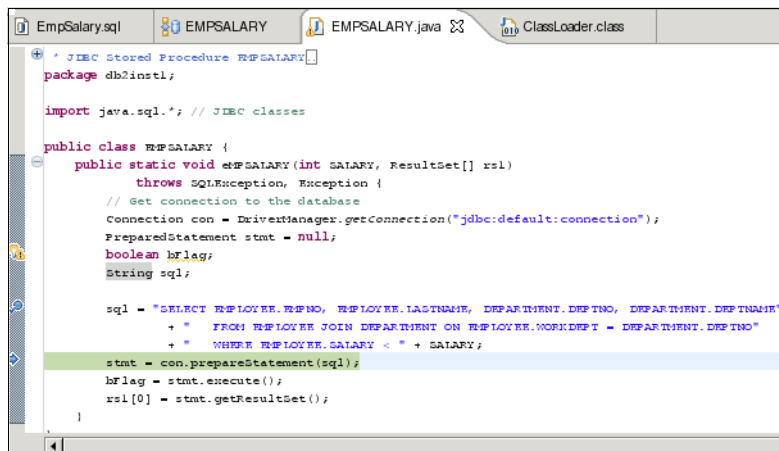 EmpSalary.sql EMPSALARY EMPSALARY.java ClassLoader.class
* JDBC Stored Procedure EMPSALARY..
package db2inst1;
import java.sql.*; // JDBC classes
public class EMPSALARY {
public static void eMPSALARY(int SALARY, ResultSet[] rs1)
throws SQLException, Exception {
// Get connection to the database
Connection con = DriverManager.getConnection("jdbc:default:connection");
PreparedStatement stmt = null;
boolean bFlag;
String sql;
sql = "SELECT EMPLOYEE.EMPNO, EMPLOYEE.LASTNAME, DEPARTMENT.DEPTNO, DEPARTMENT.DEPTNAME"
+ " FROM EMPLOYEE JOIN DEPARTMENT ON EMPLOYEE.WORKDEPT = DEPARTMENT.DEPTNO"
+ " WHERE EMPLOYEE.SALARY < " + SALARY;
stmt = con.prepareStatement(sql);
bFlag = stmt.execute();
rs1[0] = stmt.getResultSet();
}